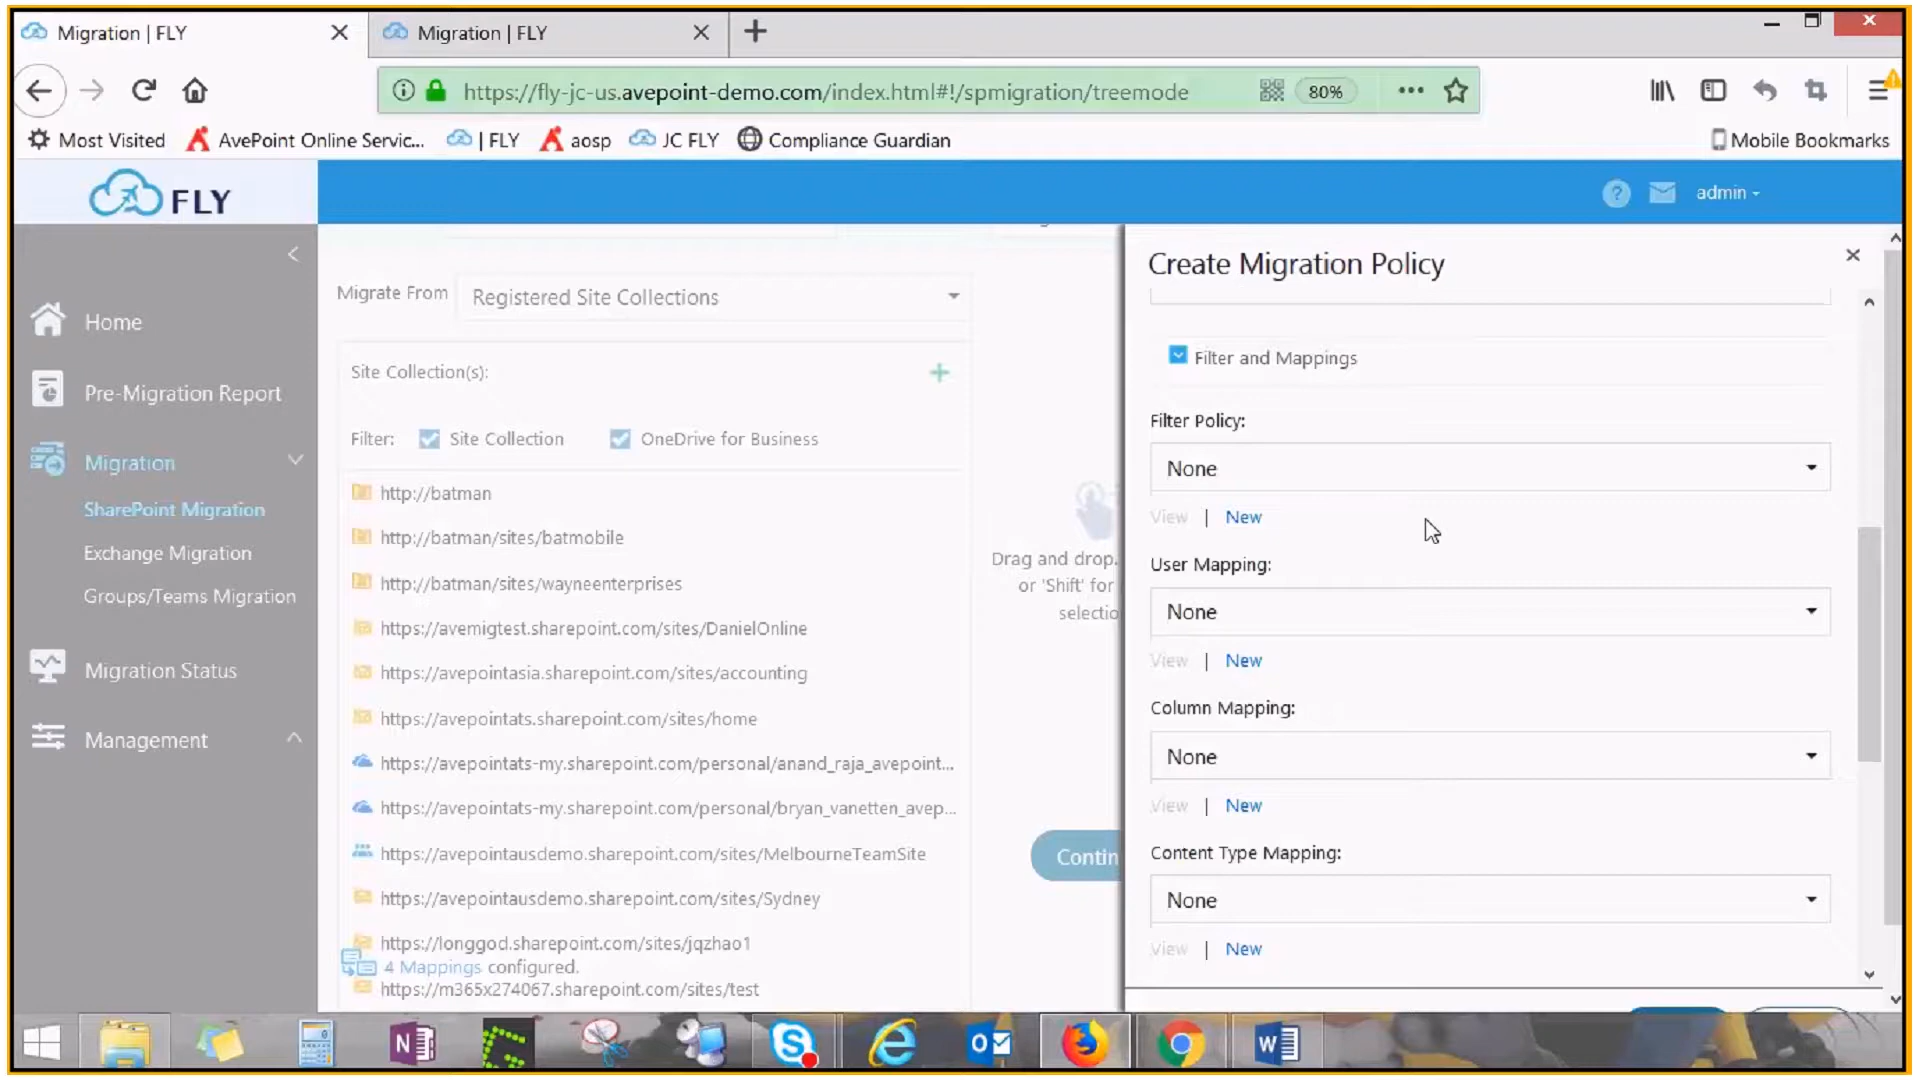 Migration | FLY
Migration | FLY
https://fly-jc-us.avepoint-demo.com/index.html#!/spmigration/treemode
80%
Most Visited
AvePoint Online Servic...
| FLY
aosp
JC FLY
Compliance Guardian
Mobile Bookmarks
FLY
admin
Home
Pre-Migration Report
Migration
SharePoint Migration
Exchange Migration
Groups/Teams Migration
Migration Status
Management
Migrate From
Registered Site Collections
Site Collection(s):
Filter:
Site Collection
OneDrive for Business
http://batman
http://batman/sites/batmobile
http://batman/sites/wayneenterprises
https://avemigtest.sharepoint.com/sites/DanielOnline
https://avepointasia.sharepoint.com/sites/accounting
https://avepointats.sharepoint.com/sites/home
https://avepointats-my.sharepoint.com/personal/anand_raja_avepoint...
https://avepointats-my.sharepoint.com/personal/bryan_vanetten_avep...
https://avepointausdemo.sharepoint.com/sites/MelbourneTeamSite
https://avepointausdemo.sharepoint.com/sites/Sydney
https://longgod.sharepoint.com/sites/jqzhao1
4 Mappings configured.
https://m365x274067.sharepoint.com/sites/test
Drag and drop.
or 'Shift' for
selectio
Contin
Create Migration Policy
Filter and Mappings
Filter Policy:
None
View | New
User Mapping:
None
View | New
Column Mapping:
None
View | New
Content Type Mapping:
None
View | New